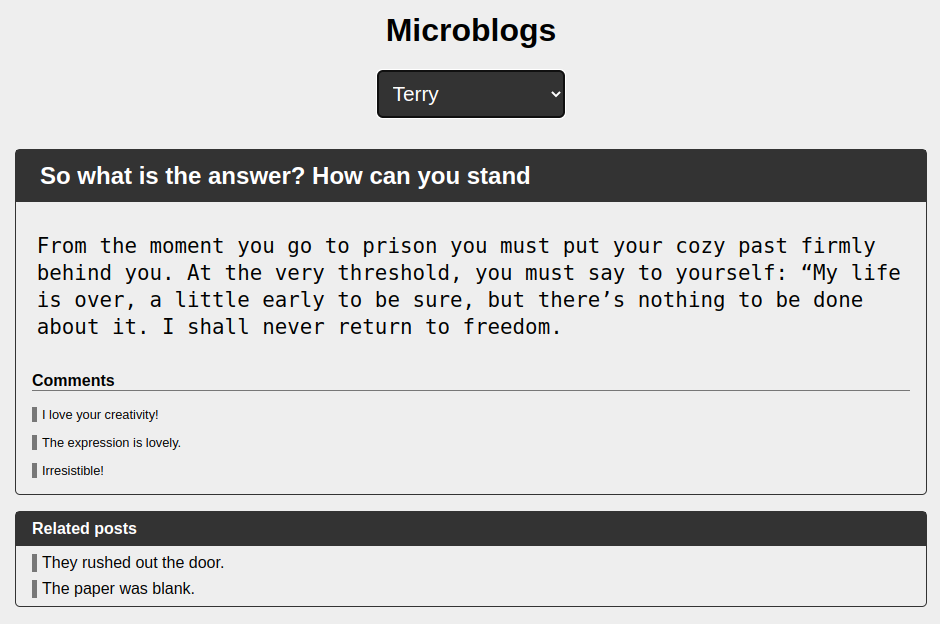 Microblogs
Terry
So what is the answer? How can you stand
From the moment you go to prison you must put your cozy past firmly
behind you. At the very threshold, you must say to yourself: “My life
is over, a little early to be sure, but there’s nothing to be done
about it. I shall never return to freedom.
Comments
I love your creativity!
The expression is lovely.
Irresistible!
Related posts
They rushed out the door.
The paper was blank.